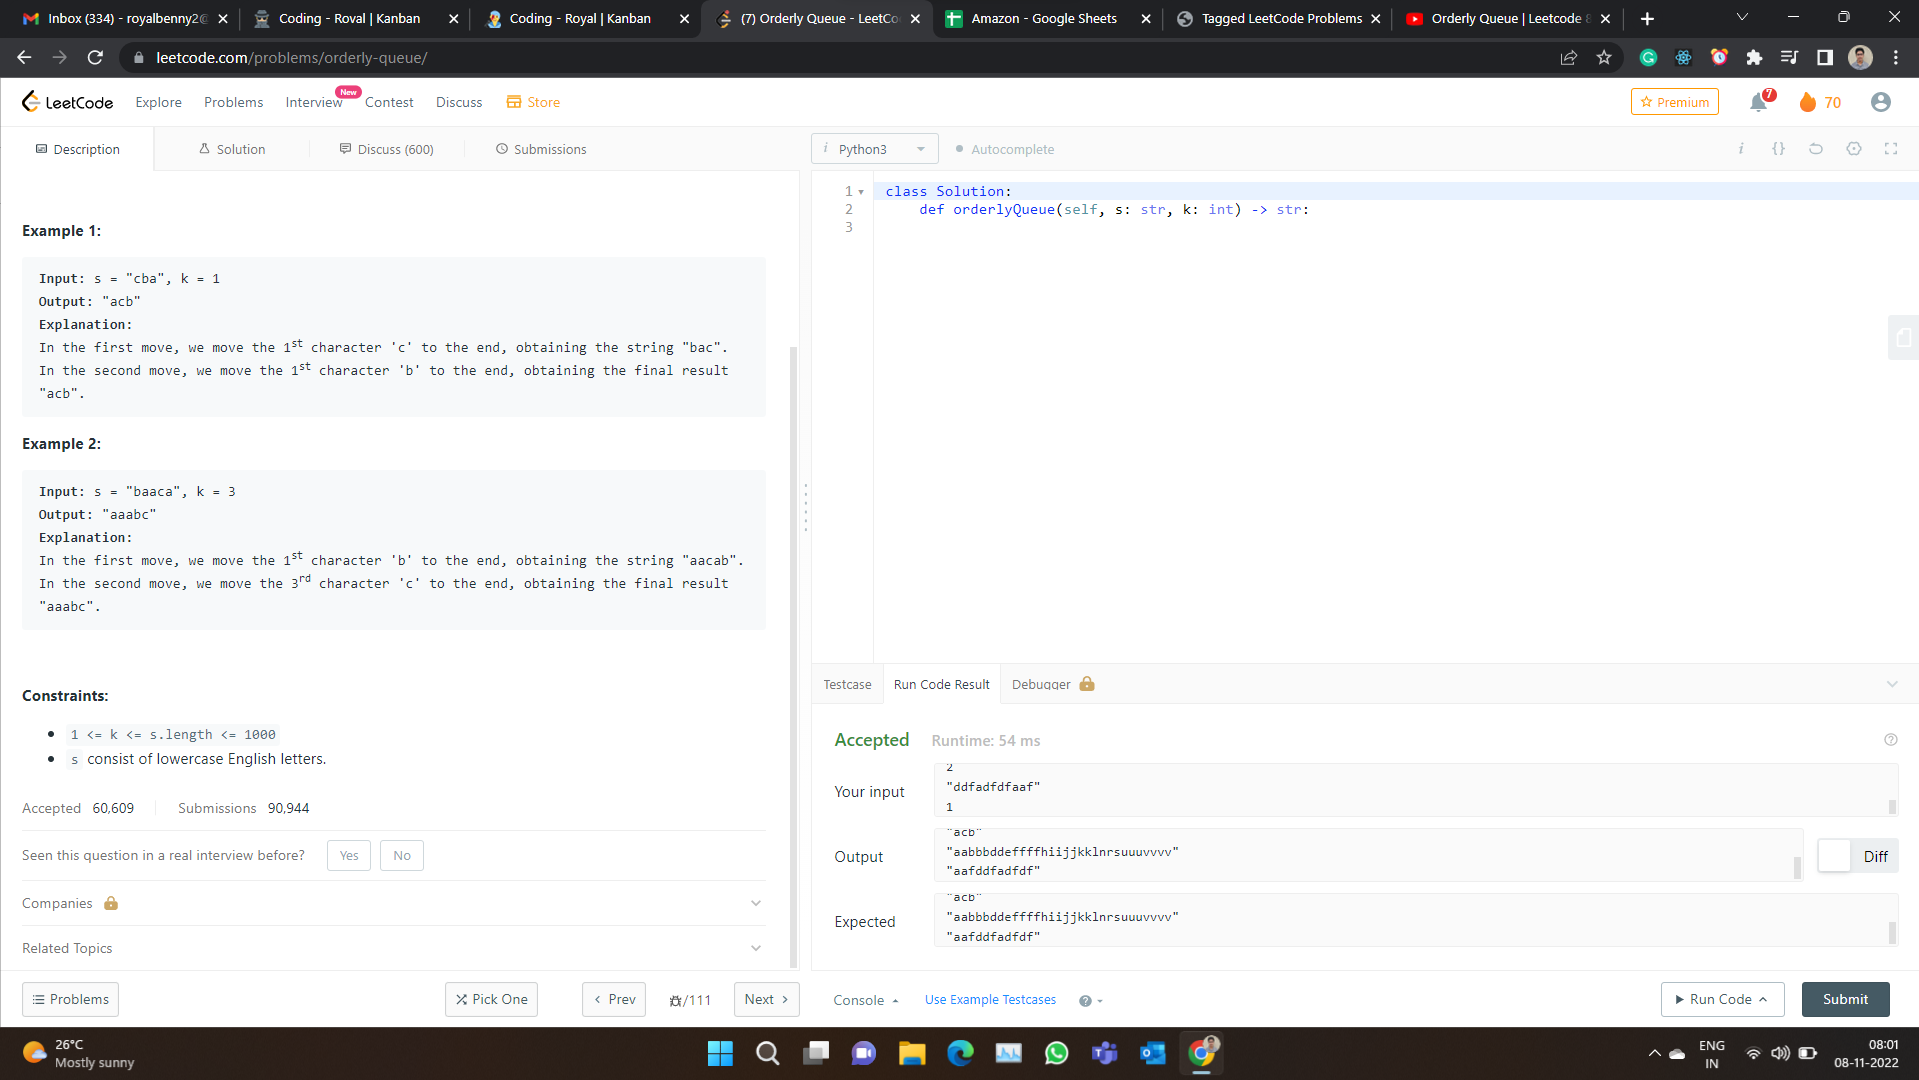 Inbox (334) - royalbenny2@
Coding - Royal | Kanban
Coding - Royal | Kanban
(7) Orderly Queue - LeetCo
Amazon - Google Sheets
Tagged LeetCode Problems
Orderly Queue | Leetcode 8
leetcode.com/problems/orderly-queue/
LeetCode
Explore
Problems
Interview
New
Contest
Discuss
Store
Premium
7
70
Description
Solution
Discuss (600)
Submissions
i Python3
Autocomplete
i {}
Example 1:
Input: s = "cba", k = 1
Output: "acb"
Explanation:
In the first move, we move the 1st character 'c' to the end, obtaining the string "bac".
In the second move, we move the 1st character 'b' to the end, obtaining the final result
"acb".
Example 2:
Input: s = "baaca", k = 3
Output: "aaabc"
Explanation:
In the first move, we move the 1st character 'b' to the end, obtaining the string "aacab".
In the second move, we move the 3rd character 'c' to the end, obtaining the final result
"aaabc".
Constraints:
1 <= k <= s.length <= 1000
s consist of lowercase English letters.
Accepted 60,609
Submissions 90,944
Seen this question in a real interview before?
Yes
No
Companies
Related Topics
Problems
Pick One
Prev
/111
Next
1 class Solution:
2 def orderlyQueue(self, s: str, k: int) -> str:
3
Testcase
Run Code Result
Debugger
Accepted
Runtime: 54 ms
Your input
2
"ddfadfdfaaf"
1
Output
"acb"
"aabbbddeffffhiijjkklnrsuuuvvvv"
"aafddfadfdf"
Diff
Expected
"acb"
"aabbbddeffffhiijjkklnrsuuuvvvv"
"aafddfadfdf"
Console
Use Example Testcases
Run Code
Submit
26°C
Mostly sunny
ENG
IN
08:01
08-11-2022